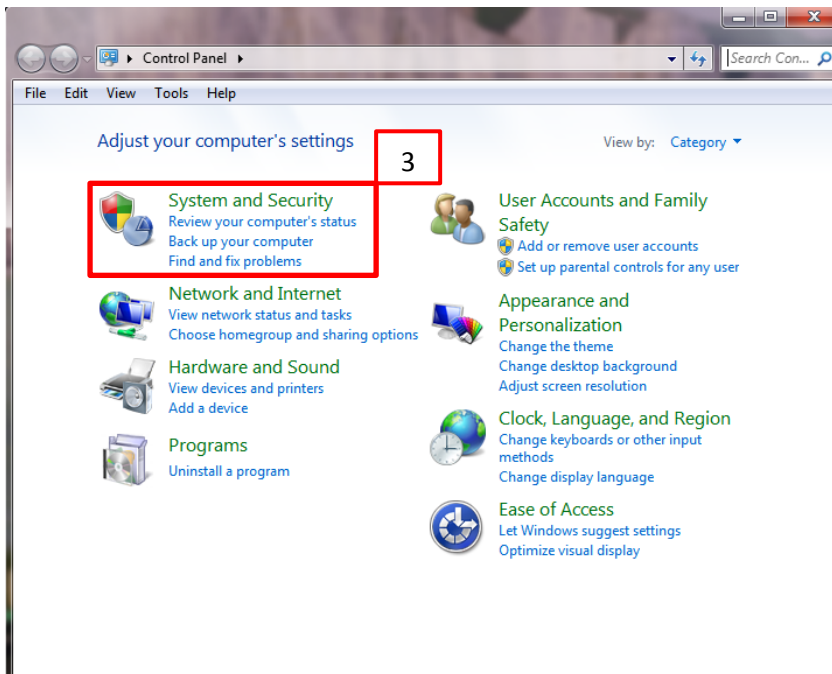 Control Panel
Search Con...
File Edit View Tools Help
Adjust your computer's settings
View by: Category
3
System and Security
Review your computer's status
Back up your computer
Find and fix problems
Network and Internet
View network status and tasks
Choose homegroup and sharing options
Hardware and Sound
View devices and printers
Add a device
Programs
Uninstall a program
User Accounts and Family
Safety
Add or remove user accounts
Set up parental controls for any user
Appearance and
Personalization
Change the theme
Change desktop background
Adjust screen resolution
Clock, Language, and Region
Change keyboards or other input
methods
Change display language
Ease of Access
Let Windows suggest settings
Optimize visual display